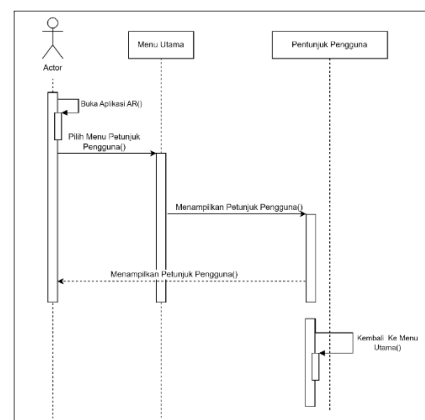 Menu Utama
Pentunjuk Pengguna
Actor
Buka Aplikasi AR()
Pilih Menu Petunjuk
Pengguna()
Menampilkan Petunjuk Pengguna()
Menampilkan Petunjuk Pengguna()
Kembali Ke Menu
Utama()